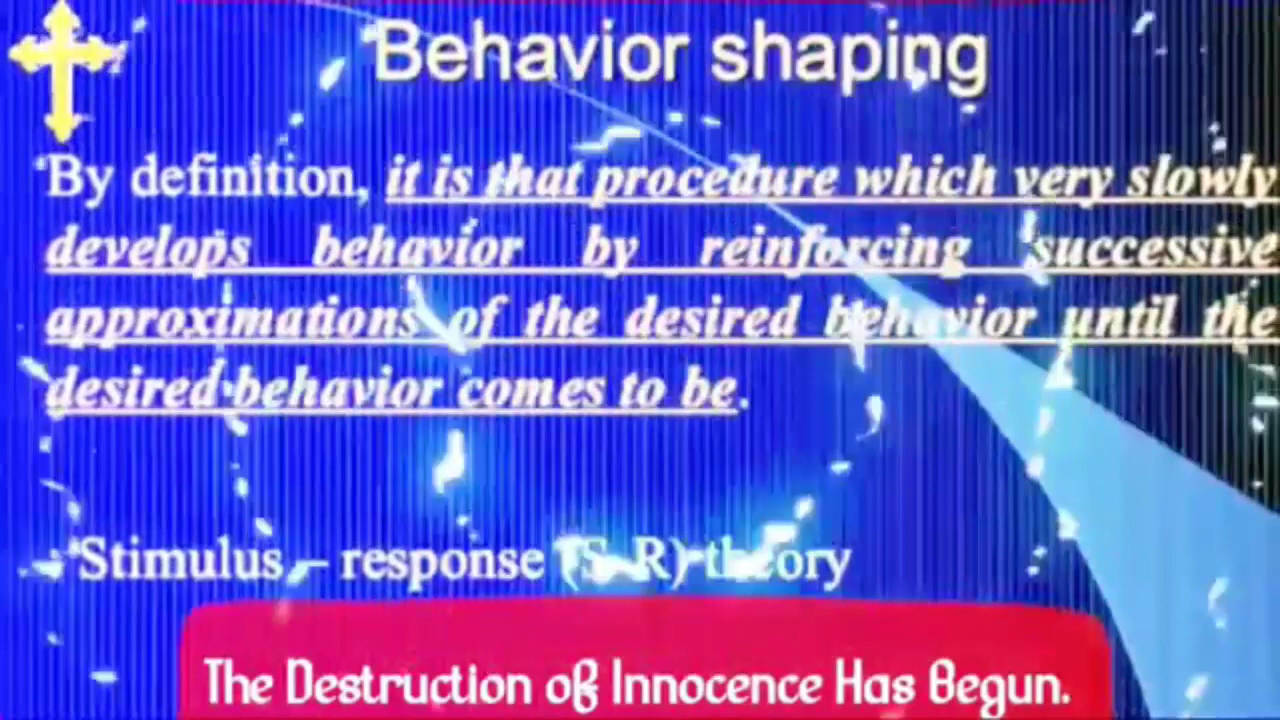 Behavior shaping
By definition, it is that procedure which very slowly
develops behavior by reinforcing successive
approximations of the desired behavior until the
desired behavior comes to be.
Stimulus – response (S-R) theory
The Destruction of Innocence Has Begun.